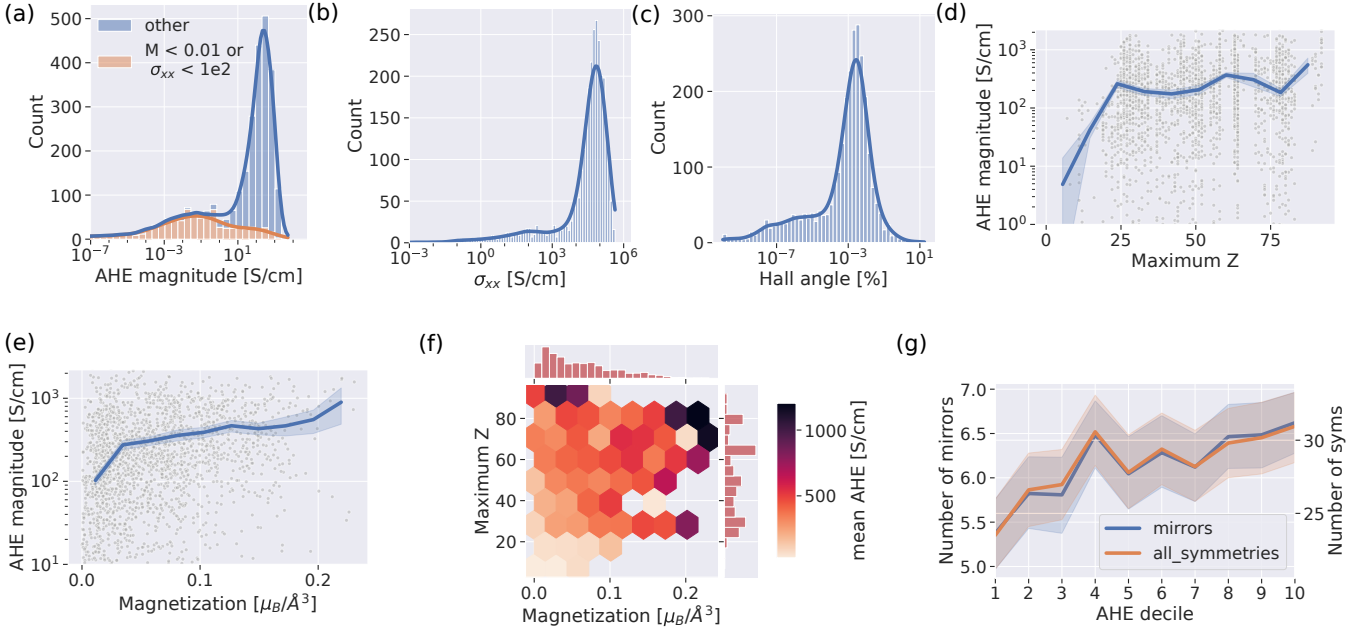 (a)
500
400
300
200
100
0
Count
other
M < 0.01 or
σxx < 1e2
10⁻⁷
10⁻³
10¹
AHE magnitude [S/cm]
(b)
250
200
150
100
50
0
Count
10⁻³
10⁰
10³
10⁶
σxx [S/cm]
(c)
300
200
100
0
Count
10⁻⁷
10⁻³
10¹
Hall angle [%]
(d)
10³
10²
10¹
10⁰
AHE magnitude [S/cm]
0
25
50
75
Maximum Z
(e)
10³
10²
10¹
AHE magnitude [S/cm]
0.0
0.1
0.2
Magnetization [μB/Å³]
(f)
80
60
40
20
Maximum Z
0.0
0.1
0.2
Magnetization [μB/Å³]
1000
500
mean AHE [S/cm]
(g)
7.0
6.5
6.0
5.5
5.0
Number of mirrors
mirrors
all_symmetries
1 2 3 4 5 6 7 8 9 10
AHE decile
30
25
Number of syms